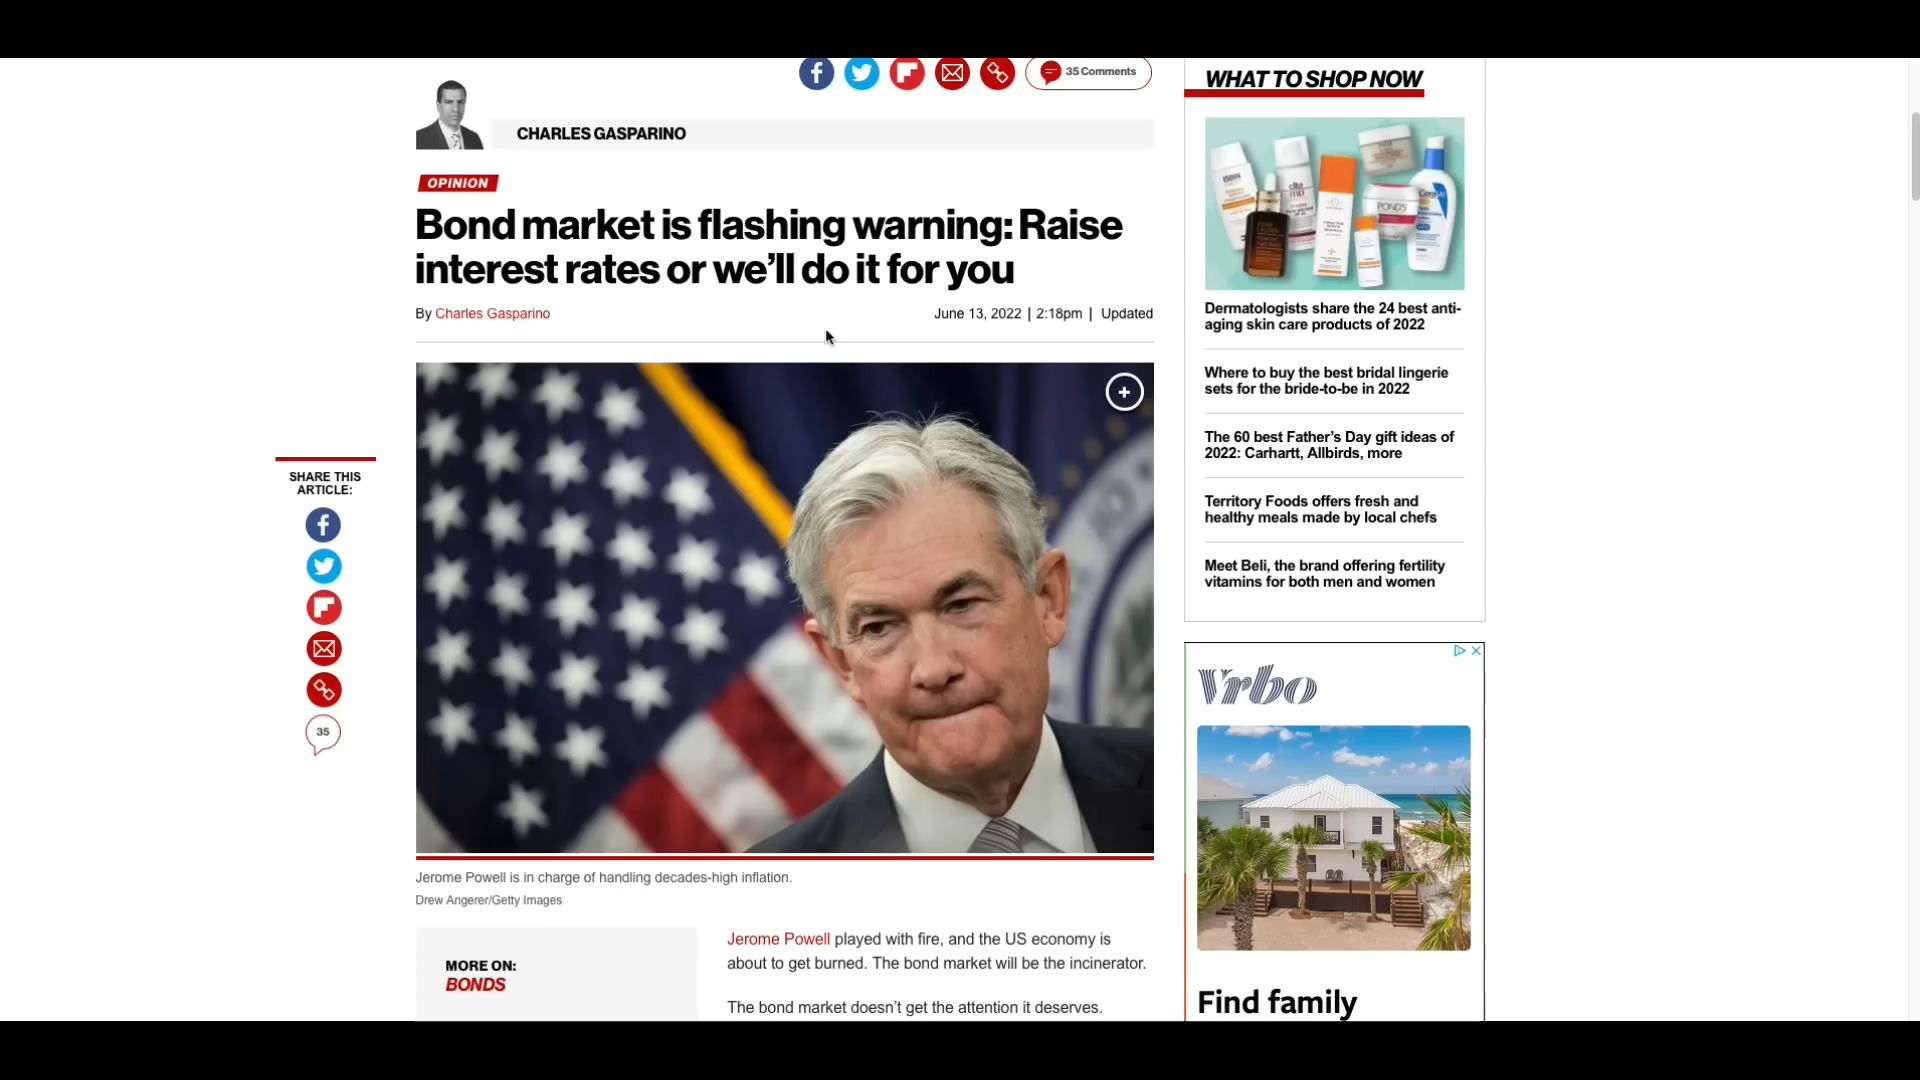 35 Comments
CHARLES GASPARINO
OPINION
Bond market is flashing warning: Raise
interest rates or we’ll do it for you
By Charles Gasparino
June 13, 2022 | 2:18pm | Updated
SHARE THIS
ARTICLE:
35
Jerome Powell is in charge of handling decades-high inflation.
Drew Angerer/Getty Images
MORE ON:
BONDS
Jerome Powell played with fire, and the US economy is
about to get burned. The bond market will be the incinerator.
The bond market doesn’t get the attention it deserves.
WHAT TO SHOP NOW
ISDIN
elta
MD
POND'S
CeraVe
Dermatologists share the 24 best anti-
aging skin care products of 2022
Where to buy the best bridal lingerie
sets for the bride-to-be in 2022
The 60 best Father’s Day gift ideas of
2022: Carhartt, Allbirds, more
Territory Foods offers fresh and
healthy meals made by local chefs
Meet Beli, the brand offering fertility
vitamins for both men and women
Vrbo
Find family